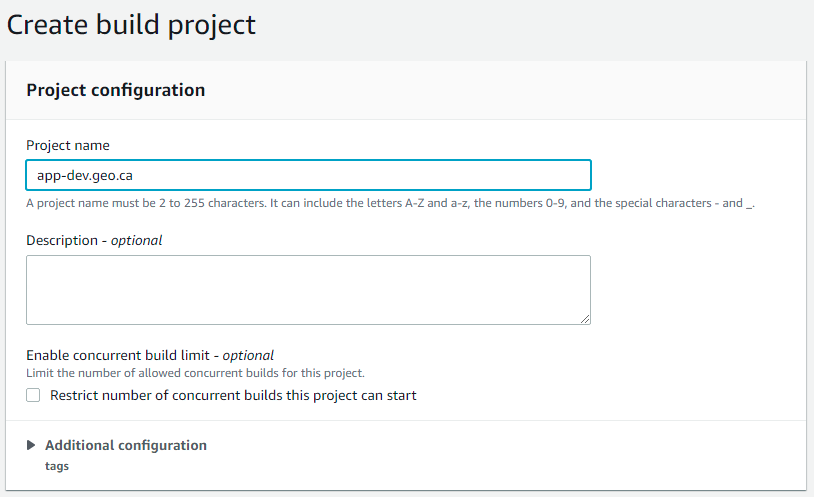 Create build project
Project configuration
Project name
app-dev.geo.ca
A project name must be 2 to 255 characters. It can include the letters A-Z and a-z, the numbers 0-9, and the special characters - and _.
Description - optional
Enable concurrent build limit - optional
Limit the number of allowed concurrent builds for this project.
Restrict number of concurrent builds this project can start
Additional configuration
tags